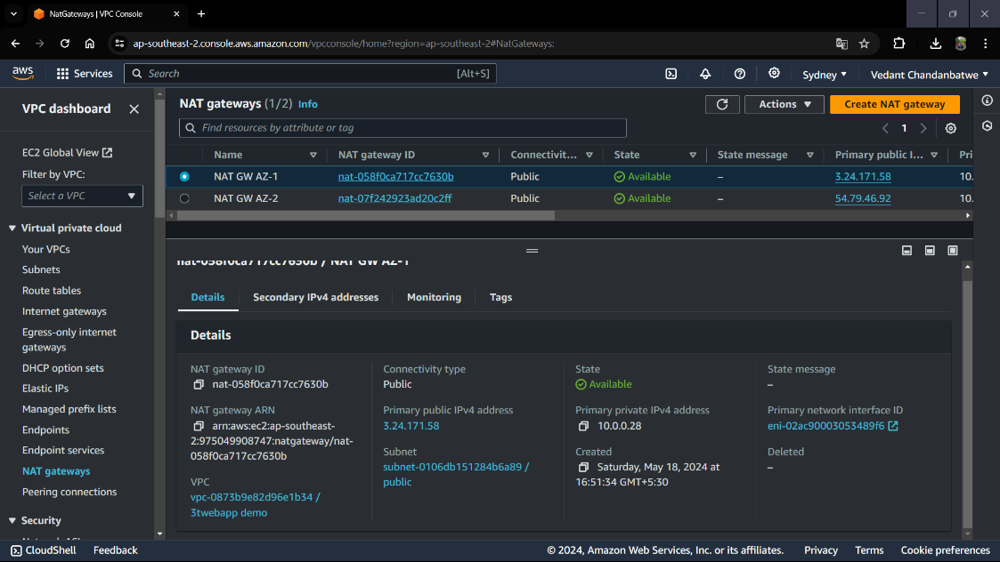 NatGateways | VPC Console
ap-southeast-2.console.aws.amazon.com/vpcconsole/home?region=ap-southeast-2#NatGateways:
aws
Services
Search
[Alt+S]
Sydney
Vedant Chandanbatwe
VPC dashboard
EC2 Global View
Filter by VPC:
Select a VPC
Virtual private cloud
Your VPCs
Subnets
Route tables
Internet gateways
Egress-only internet
gateways
DHCP option sets
Elastic IPs
Managed prefix lists
Endpoints
Endpoint services
NAT gateways
Peering connections
Security
NAT gateways (1/2) Info
Actions
Create NAT gateway
Find resources by attribute or tag
1
Name NAT gateway ID Connectivit... State State message Primary public I... Pri
NAT GW AZ-1 nat-058f0ca717cc7630b Public Available – 3.24.171.58 10.
NAT GW AZ-2 nat-07f242923ad20c2ff Public Available – 54.79.46.92 10.
nat-058f0ca717cc7630b / NAT GW AZ-1
Details Secondary IPv4 addresses Monitoring Tags
Details
NAT gateway ID
nat-058f0ca717cc7630b
NAT gateway ARN
arn:aws:ec2:ap-southeast-
2:975049908747:natgateway/nat-
058f0ca717cc7630b
VPC
vpc-0873b9e82d96e1b34 /
3twebapp demo
Connectivity type
Public
Primary public IPv4 address
3.24.171.58
Subnet
subnet-0106db151284b6a89 /
public
State
Available
Primary private IPv4 address
10.0.0.28
Created
Saturday, May 18, 2024 at
16:51:34 GMT+5:30
State message
–
Primary network interface ID
eni-02ac90003053489f6
Deleted
–
CloudShell Feedback
© 2024, Amazon Web Services, Inc. or its affiliates. Privacy Terms Cookie preferences